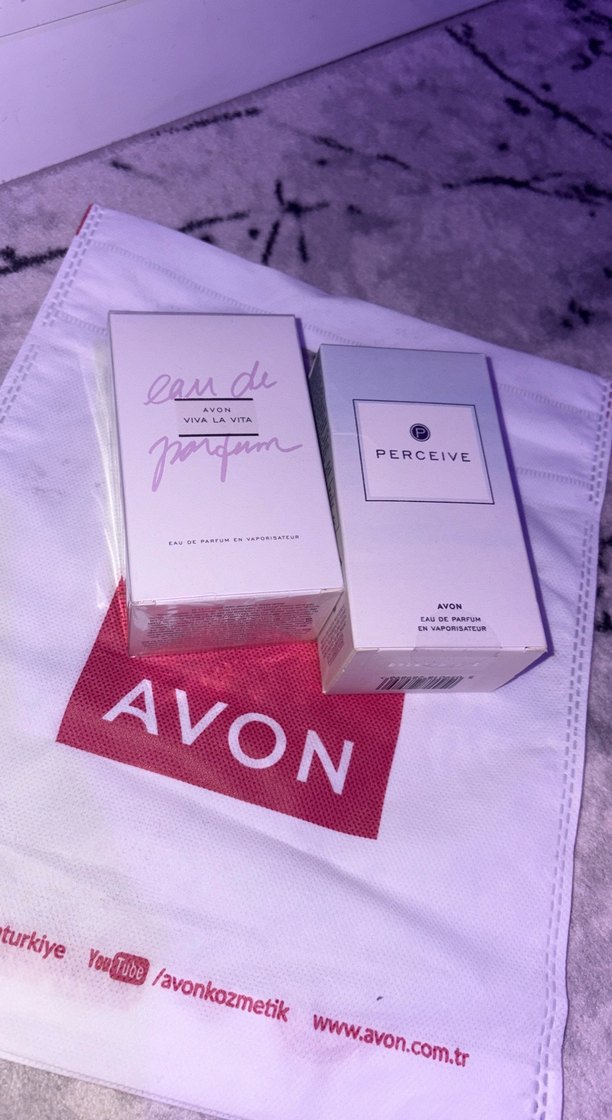 eau de
AVON
VIVA LA VITA
parfum
EAU DE PARFUM EN VAPORISATEUR
P
PERCEIVE
AVON
EAU DE PARFUM
EN VAPORISATEUR
AVON
turkiye YouTube /avonkozmetik www.avon.com.tr